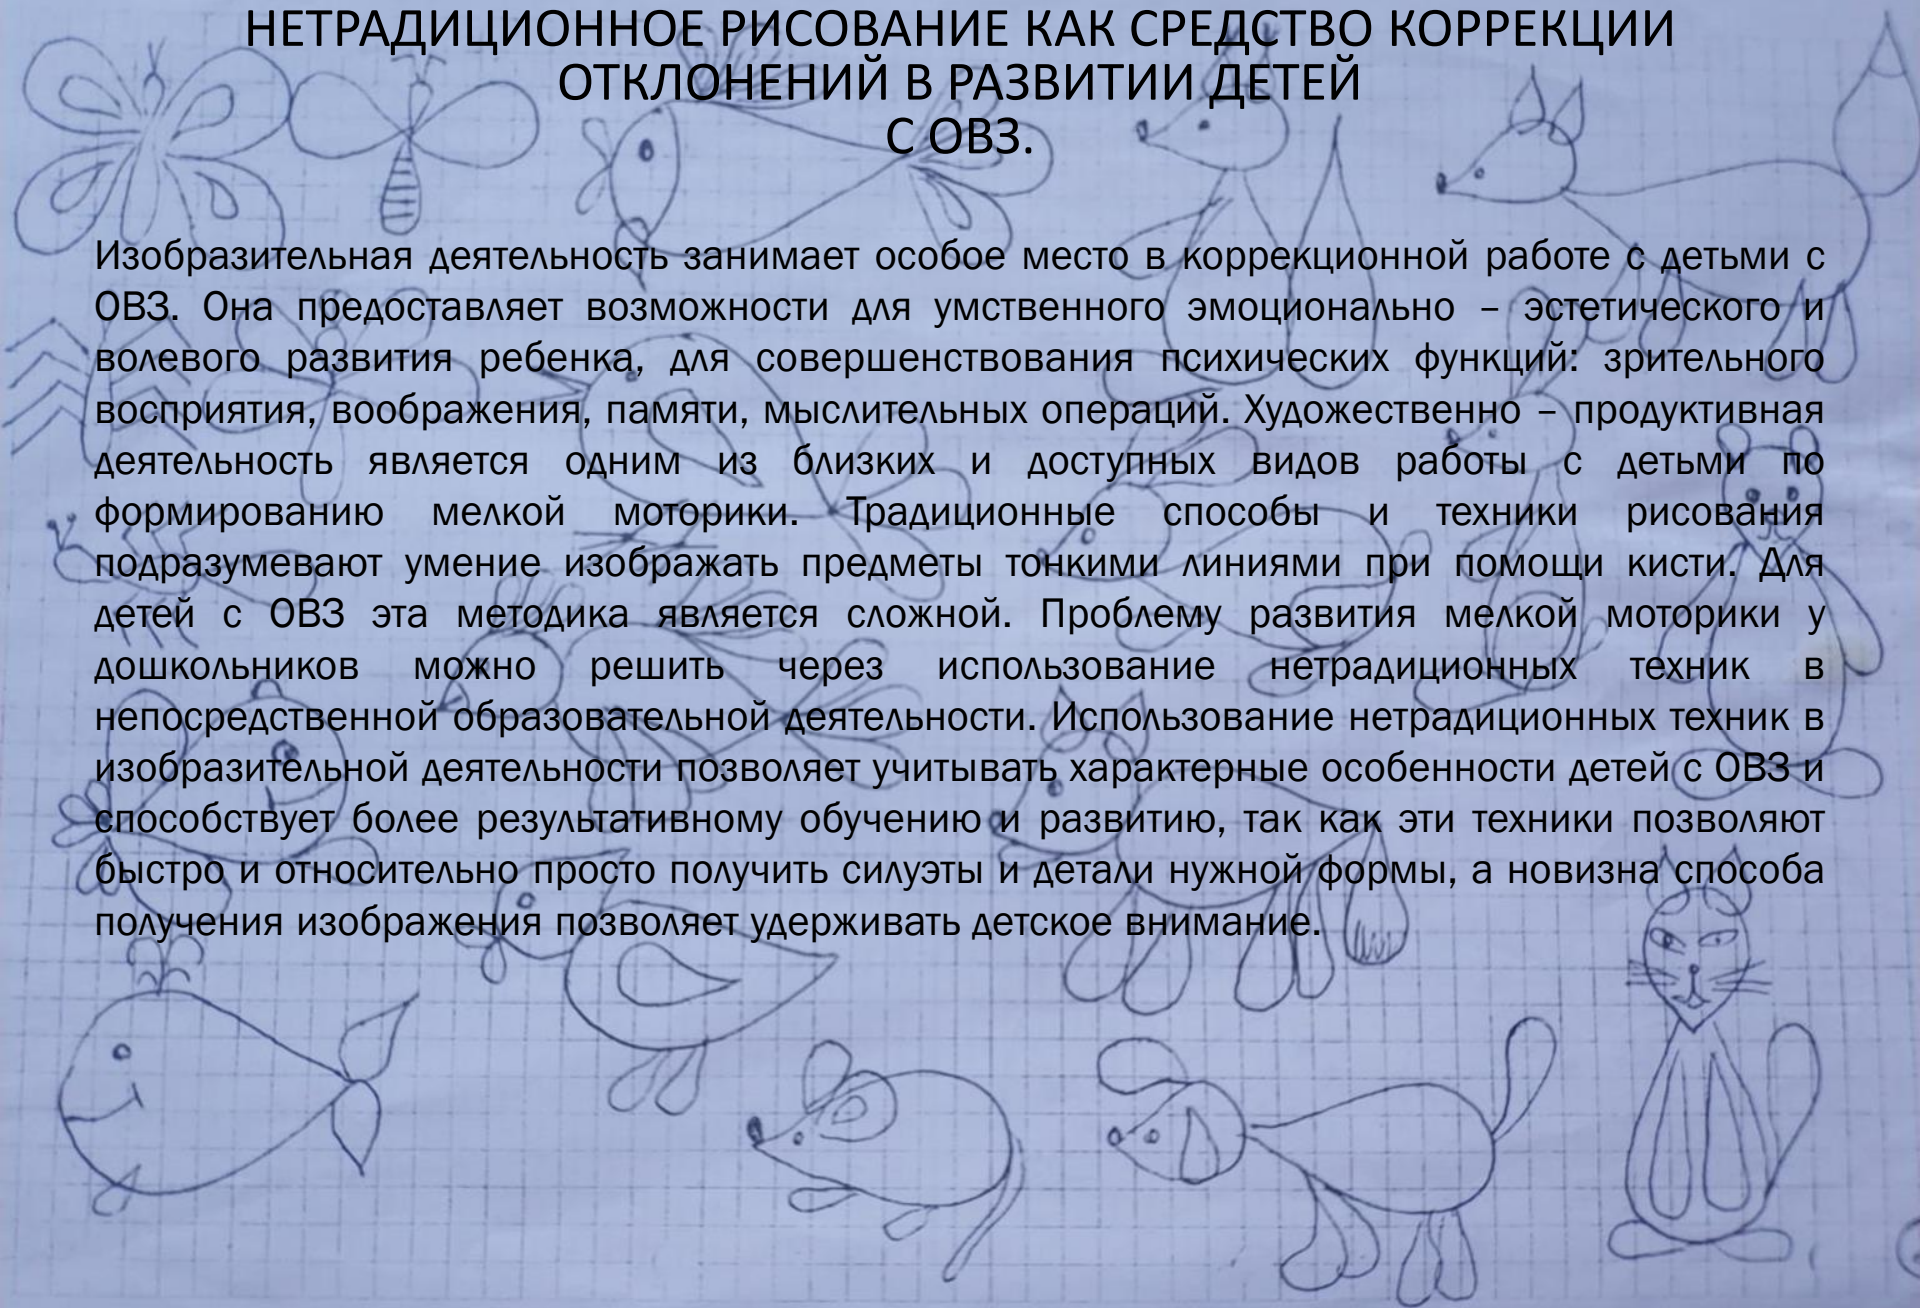 НЕТРАДИЦИОННОЕ РИСОВАНИЕ КАК СРЕДСТВО КОРРЕКЦИИ
ОТКЛОНЕНИЙ В РАЗВИТИИ ДЕТЕЙ
С ОВЗ.
Изобразительная деятельность занимает особое место в коррекционной работе с детьми с
ОВЗ. Она предоставляет возможности для умственного эмоционально – эстетического и
волевого развития ребенка, для совершенствования психических функций: зрительного
восприятия, воображения, памяти, мыслительных операций. Художественно – продуктивная
деятельность является одним из близких и доступных видов работы с детьми по
формированию мелкой моторики. Традиционные способы и техники рисования
подразумевают умение изображать предметы тонкими линиями при помощи кисти. Для
детей с ОВЗ эта методика является сложной. Проблему развития мелкой моторики у
дошкольников можно решить через использование нетрадиционных техник в
непосредственной образовательной деятельности. Использование нетрадиционных техник в
изобразительной деятельности позволяет учитывать характерные особенности детей с ОВЗ и
способствует более результативному обучению и развитию, так как эти техники позволяют
быстро и относительно просто получить силуэты и детали нужной формы, а новизна способа
получения изображения позволяет удерживать детское внимание.